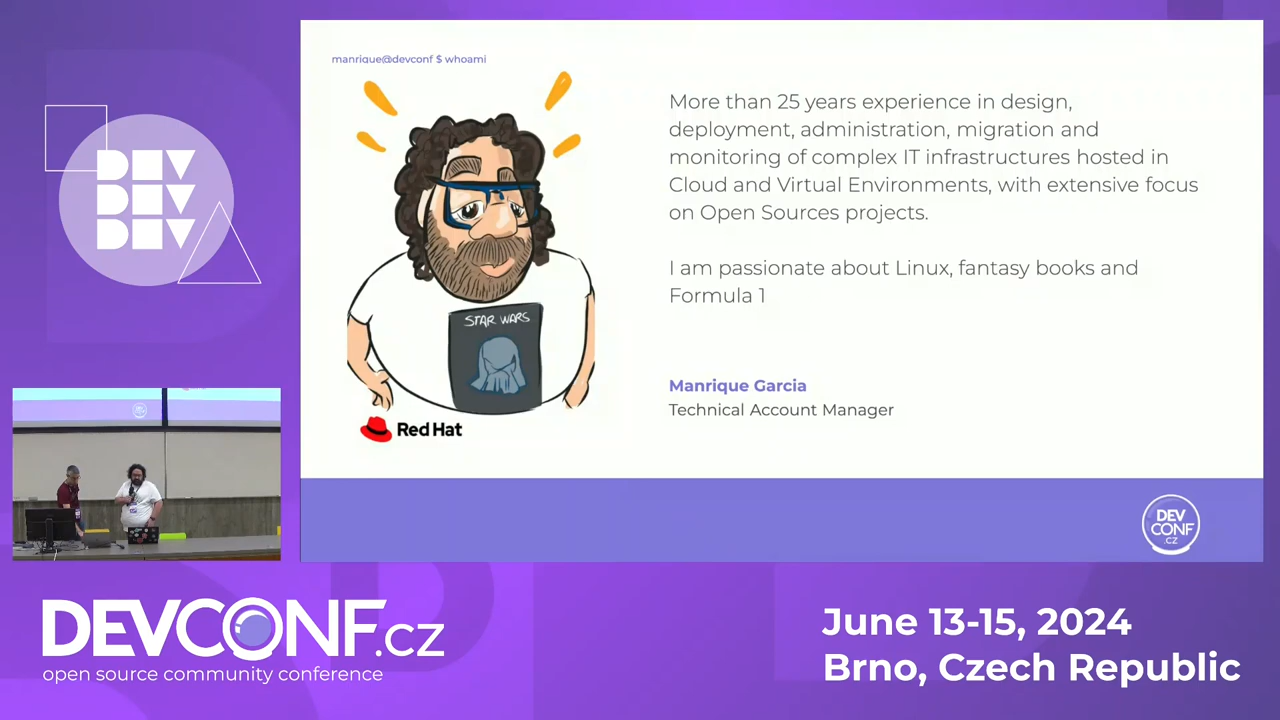 manrique@devconf $ whoami
More than 25 years experience in design,
deployment, administration, migration and
monitoring of complex IT infrastructures hosted in
Cloud and Virtual Environments, with extensive focus
on Open Sources projects.
I am passionate about Linux, fantasy books and
Formula 1
Manrique Garcia
Technical Account Manager
STAR WARS
Red Hat
DEV
DEV
DEV
DEV
CONF
.CZ
DEVCONF.cz
open source community conference
June 13-15, 2024
Brno, Czech Republic